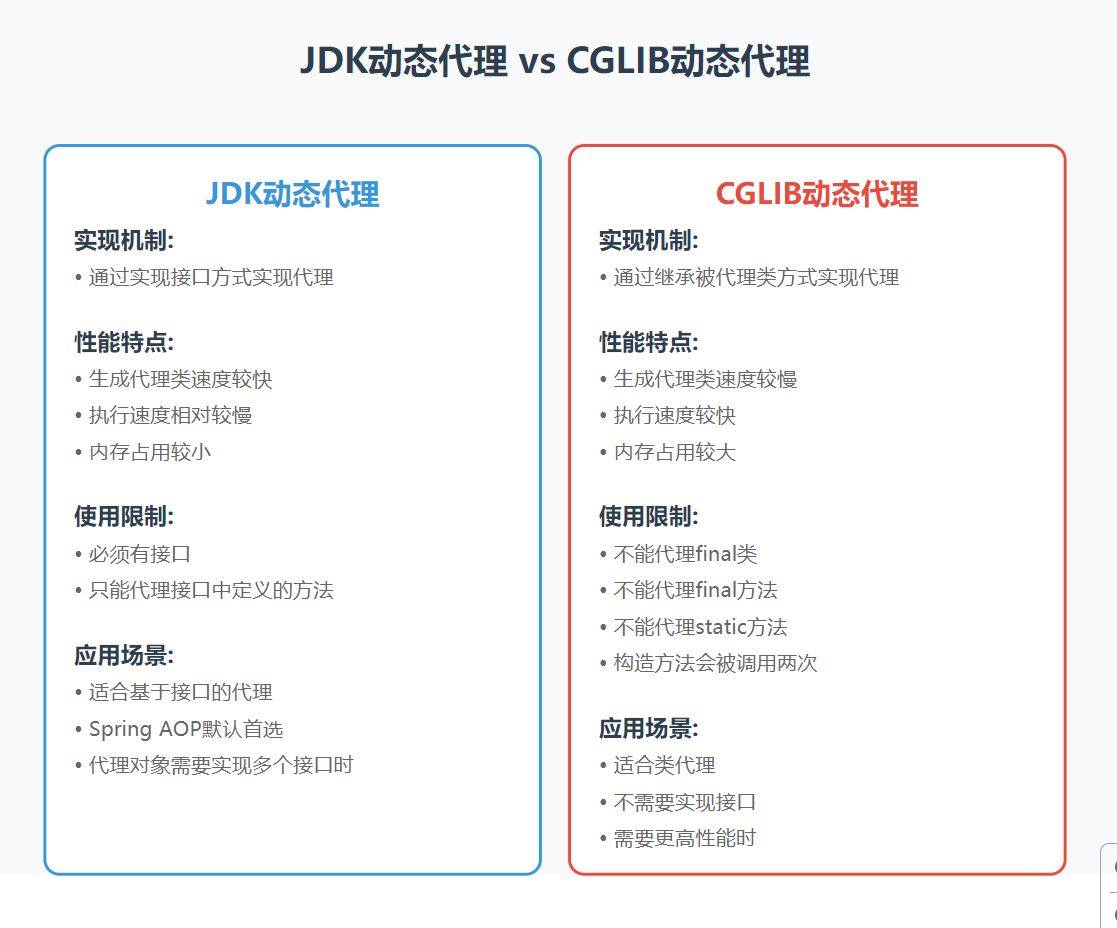 JDK动态代理 vs CGLIB动态代理
JDK动态代理
实现机制:
• 通过实现接口方式实现代理
性能特点:
• 生成代理类速度较快
• 执行速度相对较慢
• 内存占用较小
使用限制:
• 必须有接口
• 只能代理接口中定义的方法
应用场景:
• 适合基于接口的代理
• Spring AOP默认首选
• 代理对象需要实现多个接口时
CGLIB动态代理
实现机制:
• 通过继承被代理类方式实现代理
性能特点:
• 生成代理类速度较慢
• 执行速度较快
• 内存占用较大
使用限制:
• 不能代理final类
• 不能代理final方法
• 不能代理static方法
• 构造方法会被调用两次
应用场景:
• 适合类代理
• 不需要实现接口
• 需要更高性能时